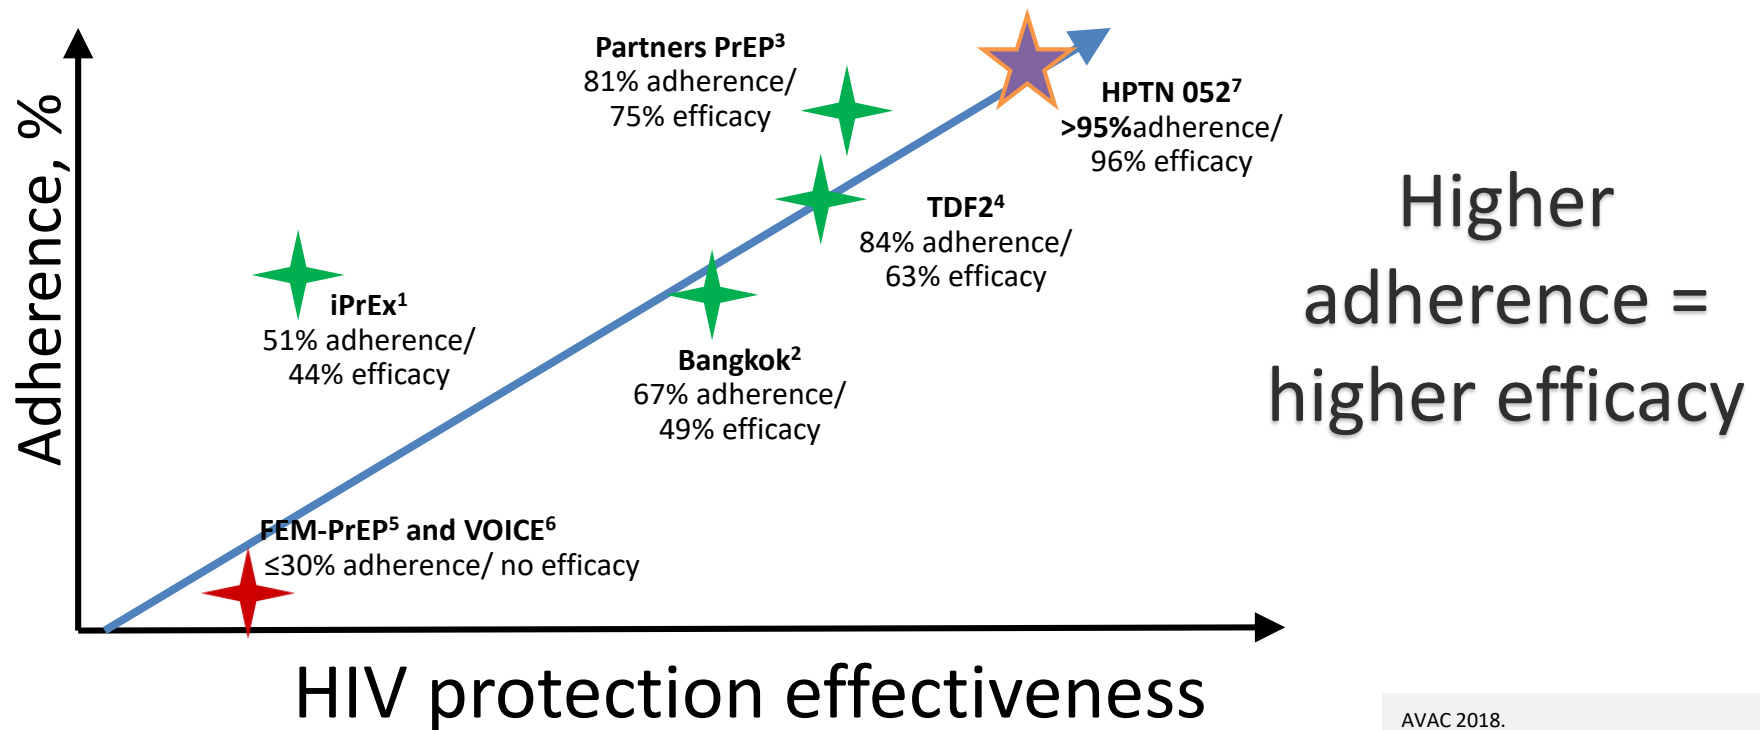 Adherence, %
Partners PrEP³
81% adherence/
75% efficacy
HPTN 052⁷
>95%adherence/
96% efficacy
TDF2⁴
84% adherence/
63% efficacy
iPrEx¹
51% adherence/
44% efficacy
Bangkok²
67% adherence/
49% efficacy
FEM-PrEP⁵ and VOICE⁶
≤30% adherence/ no efficacy
HIV protection effectiveness
Higher
adherence =
higher efficacy
AVAC 2018.